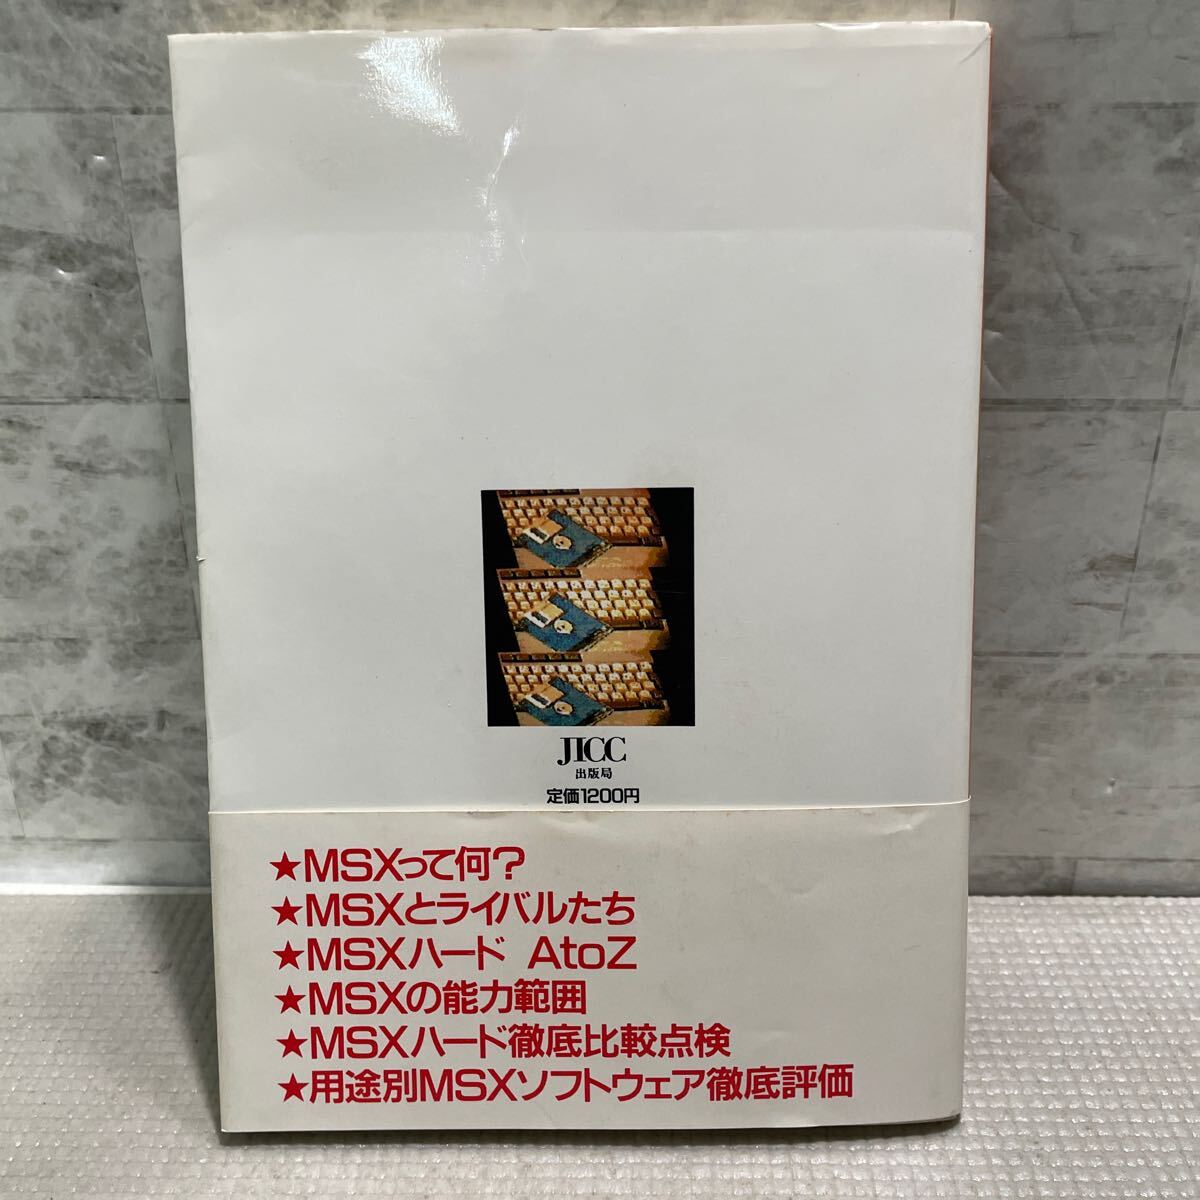 JICC
出版局
定価1200円
★MSXって何?
★MSXとライバルたち
★MSXハード AtoZ
★MSXの能力範囲
★MSXハード徹底比較点検
★用途別MSXソフトウェア徹底評価